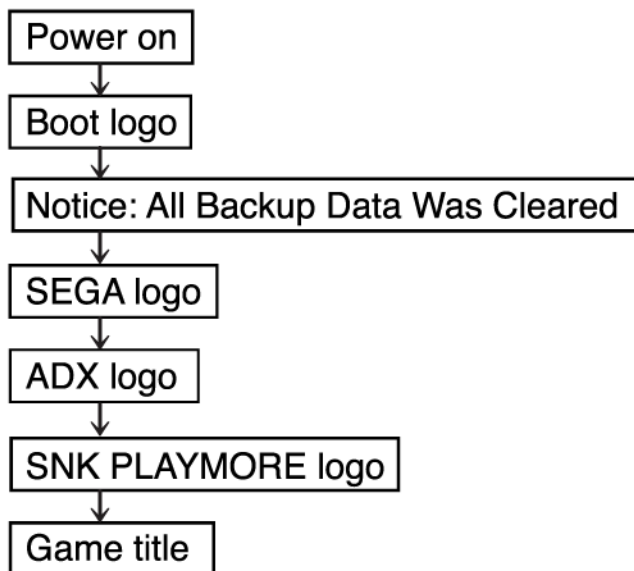 Power on
Boot logo
Notice: All Backup Data Was Cleared
SEGA logo
ADX logo
SNK PLAYMORE logo
Game title